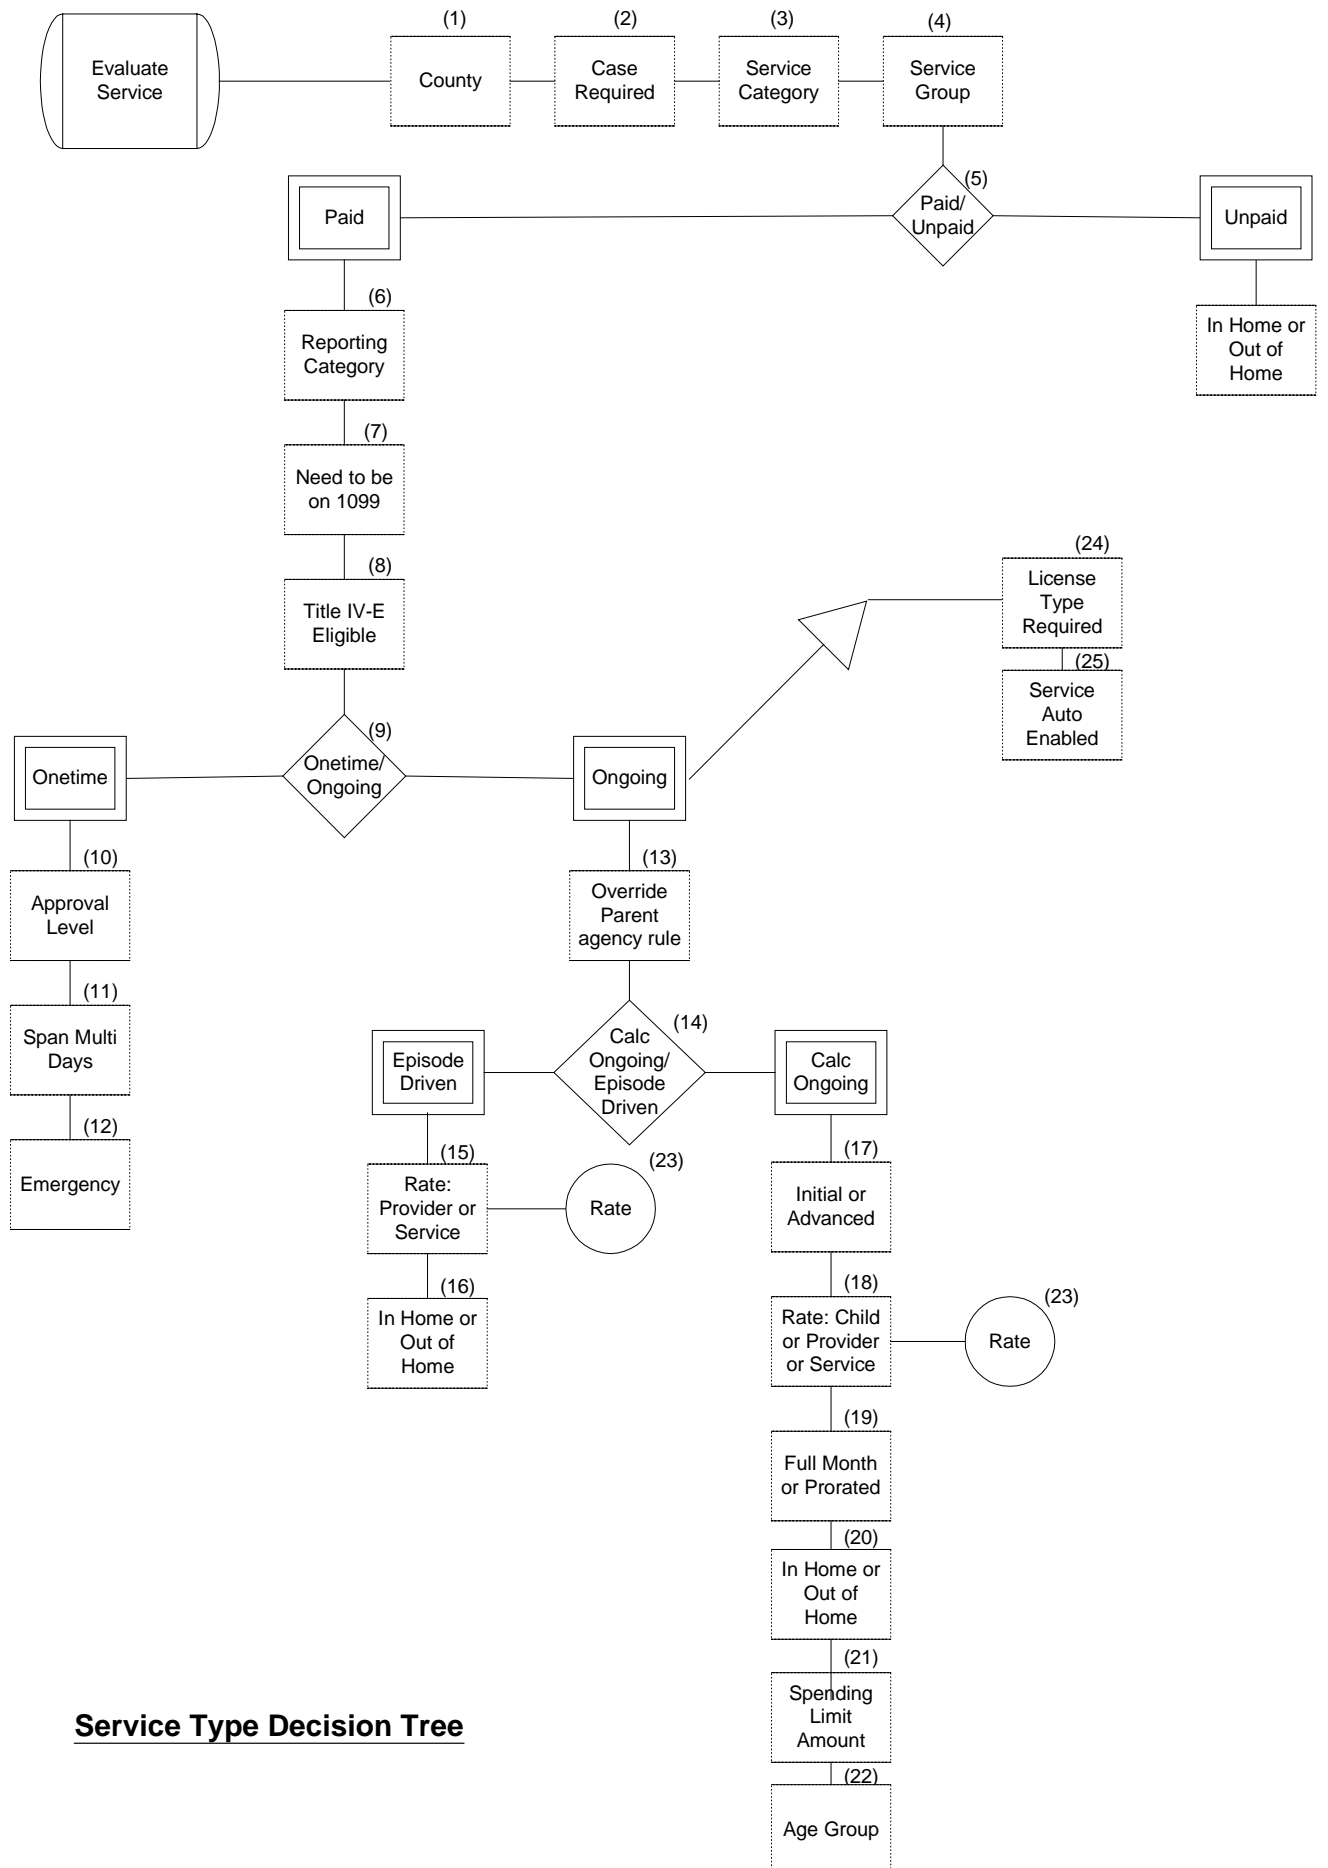 (1)
(2)
(3)
(4)
Evaluate
Service
County
Case
Required
Service
Category
Service
Group
(5)
Paid/
Unpaid
Paid
Unpaid
(6)
Reporting
Category
In Home or
Out of
Home
(7)
Need to be
on 1099
(8)
Title IV-E
Eligible
(24)
License
Type
Required
(25)
Service
Auto
Enabled
(9)
Onetime/
Ongoing
Onetime
Ongoing
(10)
Approval
Level
(13)
Override
Parent
agency rule
(11)
Span Multi
Days
(14)
Calc
Ongoing/
Episode
Driven
Episode
Driven
Calc
Ongoing
(12)
Emergency
(15)
Rate:
Provider or
Service
(23)
Rate
(17)
Initial or
Advanced
(16)
In Home or
Out of
Home
(18)
Rate: Child
or Provider
or Service
(23)
Rate
(19)
Full Month
or Prorated
(20)
In Home or
Out of
Home
(21)
Spending
Limit
Amount
Service Type Decision Tree
(22)
Age Group